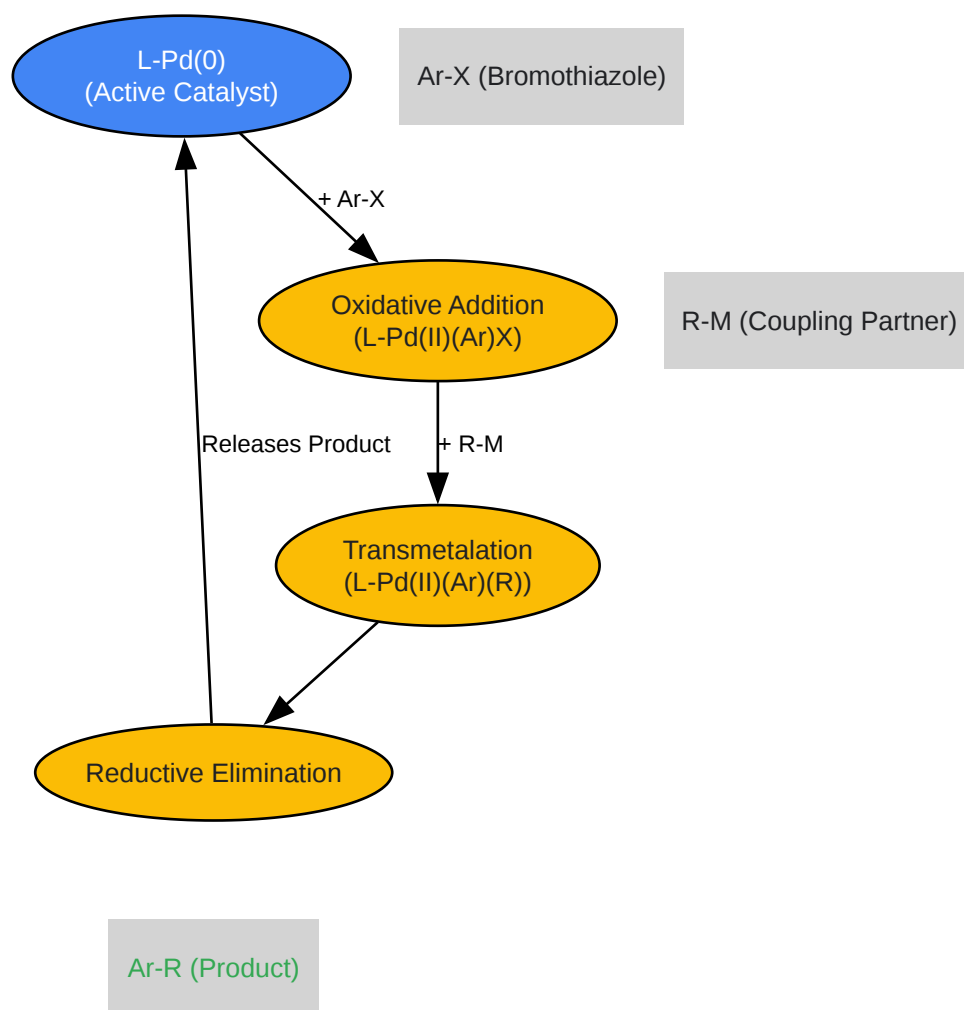 L-Pd(0)
(Active Catalyst)
Ar-X (Bromothiazole)
+ Ar-X
Oxidative Addition
(L-Pd(II)(Ar)X)
R-M (Coupling Partner)
Releases Product
+ R-M
Transmetalation
(L-Pd(II)(Ar)(R))
Reductive Elimination
Ar-R (Product)